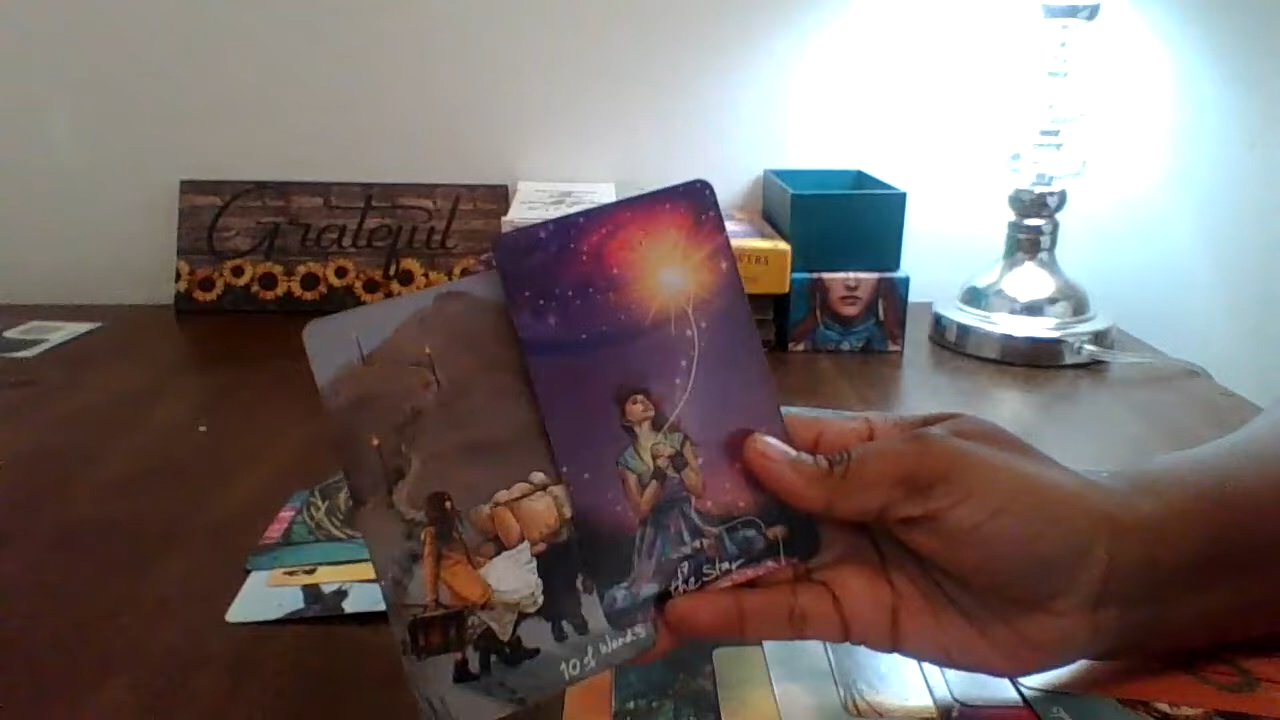 Grateful
the star
10 of Wands